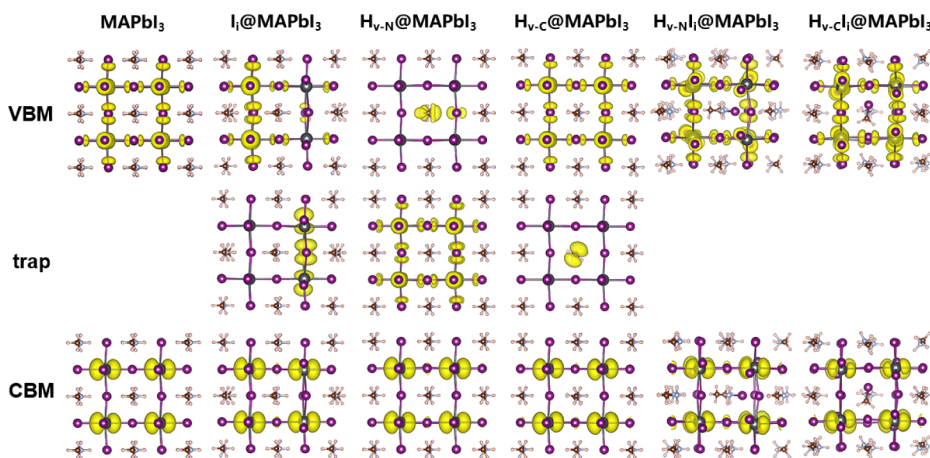 MAPbI₃ Iᵢ@MAPbI₃ Hᵥ₋N@MAPbI₃ Hᵥ₋C@MAPbI₃ Hᵥ₋NIᵢ@MAPbI₃ Hᵥ₋CIᵢ@MAPbI₃
VBM
trap
CBM